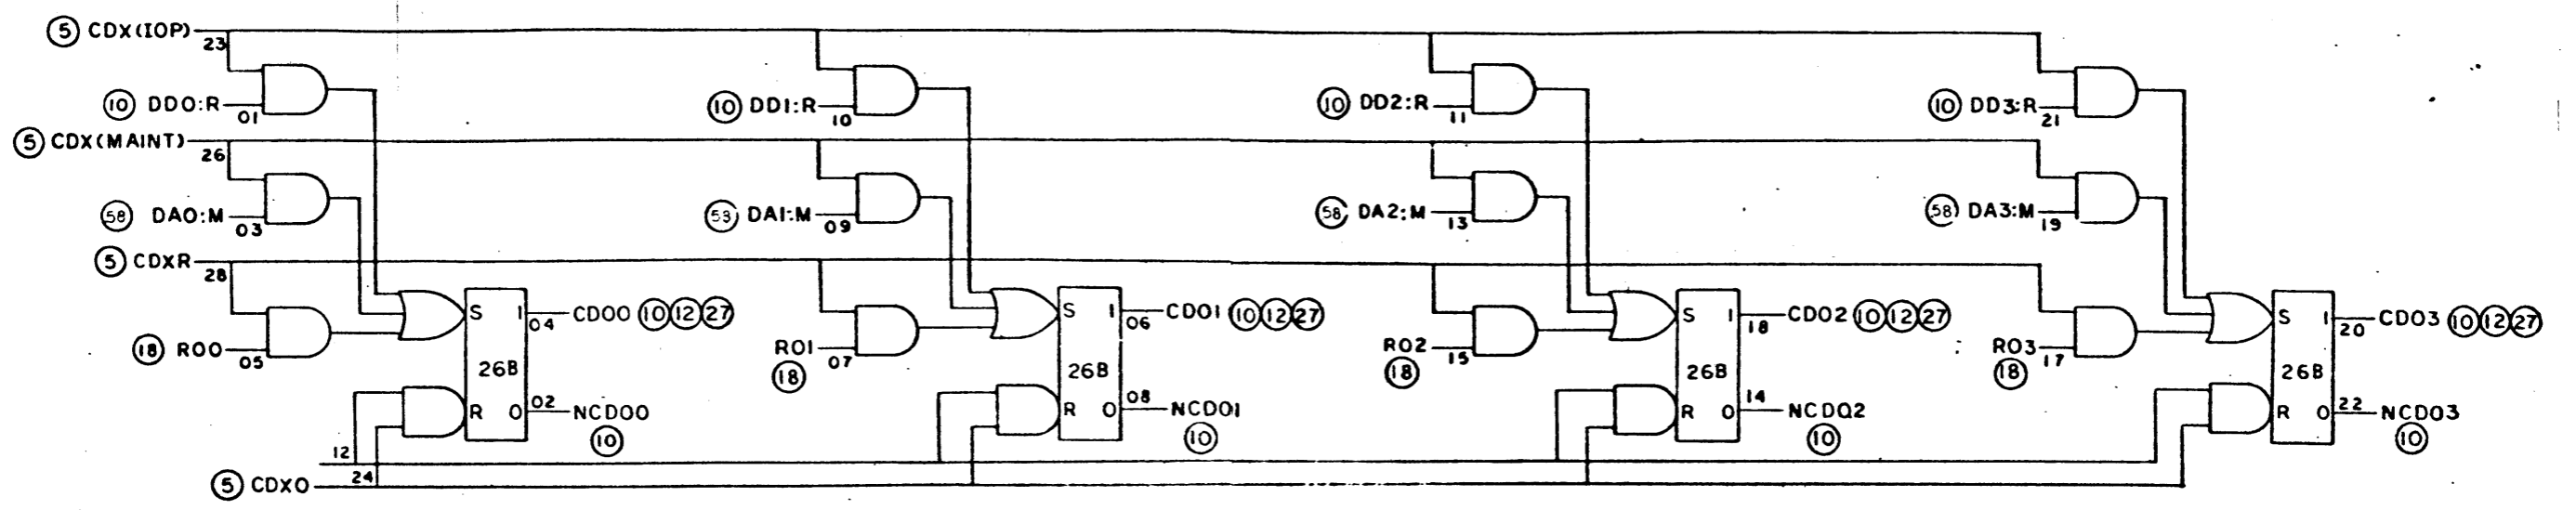 5 CDX(IOP) 23
10 DD0:R 01 10 DD1:R 10 10 DD2:R 11 10 DD3:R 21
5 CDX(MAINT) 26
58 DA0:M 03 53 DA1:M 09 58 DA2:M 13 58 DA3:M 19
5 CDXR 28
S 1 04 CD00 10 12 27 S 1 06 CD01 10 12 27 S 1 18 CD02 10 12 27 S 1 20 CD03 10 12 27
18 R00 05 R01 07 R02 15 R03 17
18 18 18
26B 26B 26B 26B
R 0 02 NCD00 R 0 08 NCD01 R 0 14 NCD02 R 0 22 NCD03
10 10 10 10
12
5 CDX0 24